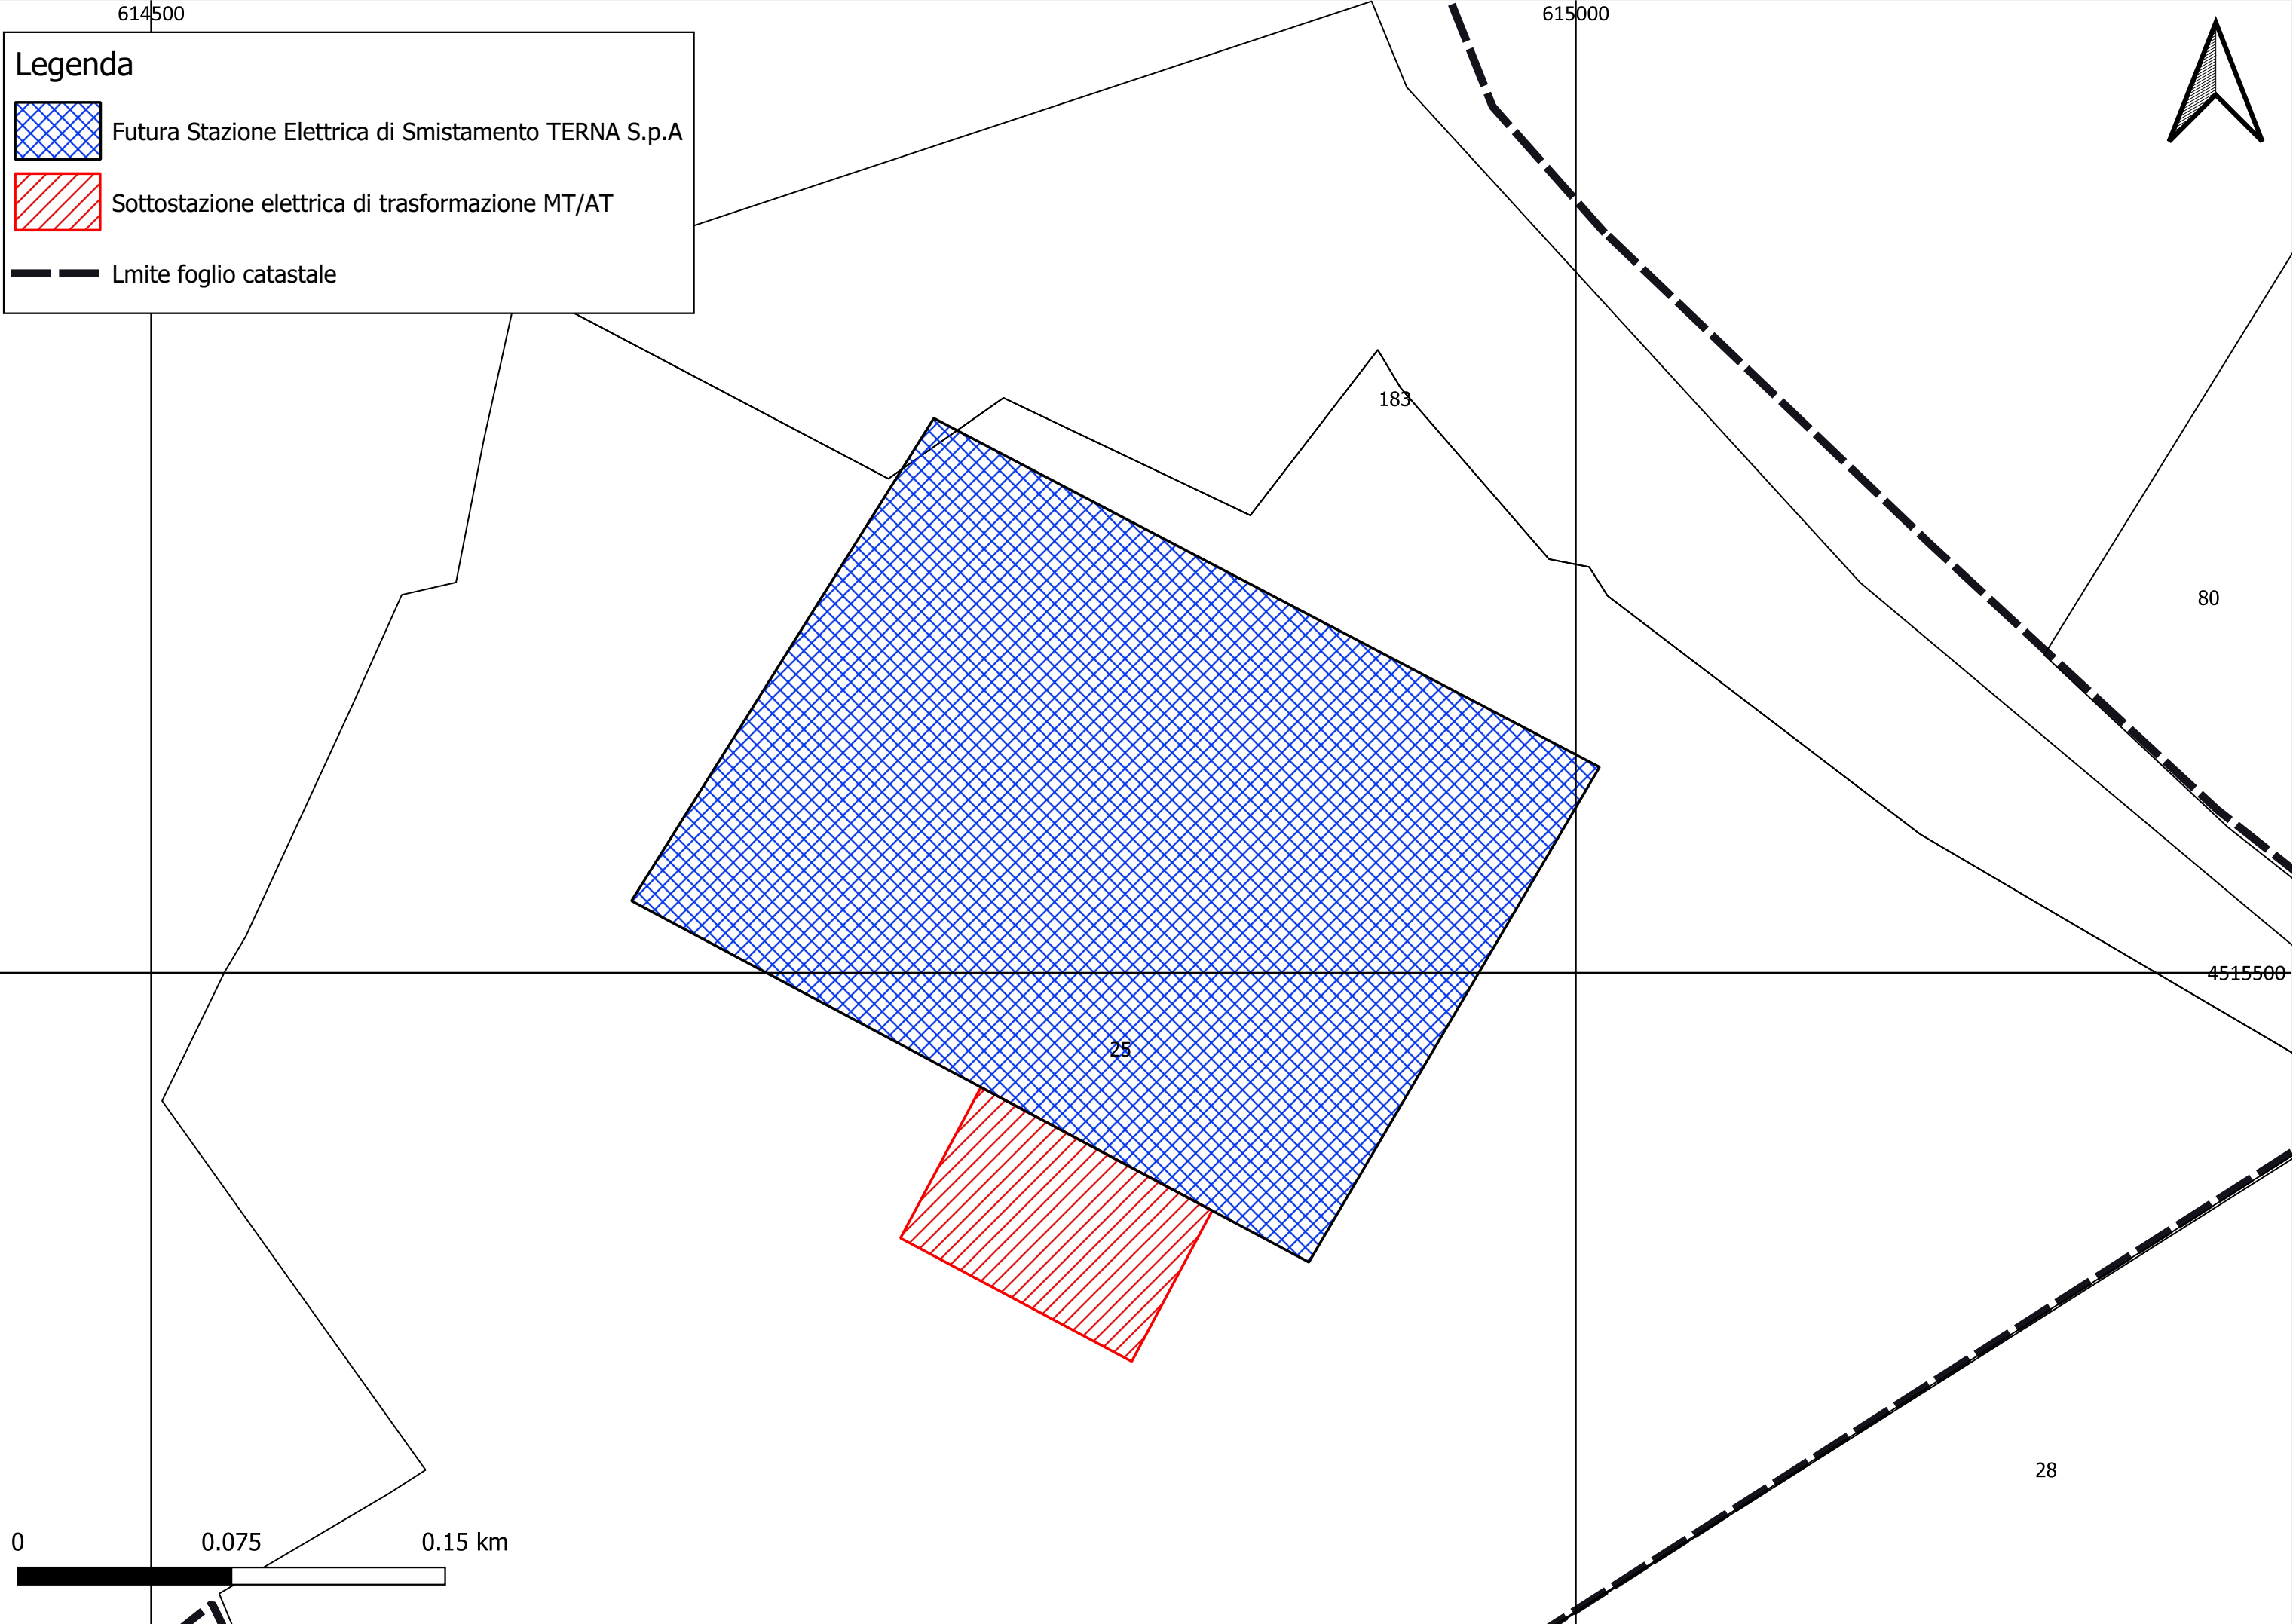 614500
615000
Legenda
Futura Stazione Elettrica di Smistamento TERNA S.p.A
Sottostazione elettrica di trasformazione MT/AT
Lmite foglio catastale
183
80
4515500
25
28
0 0.075 0.15 km